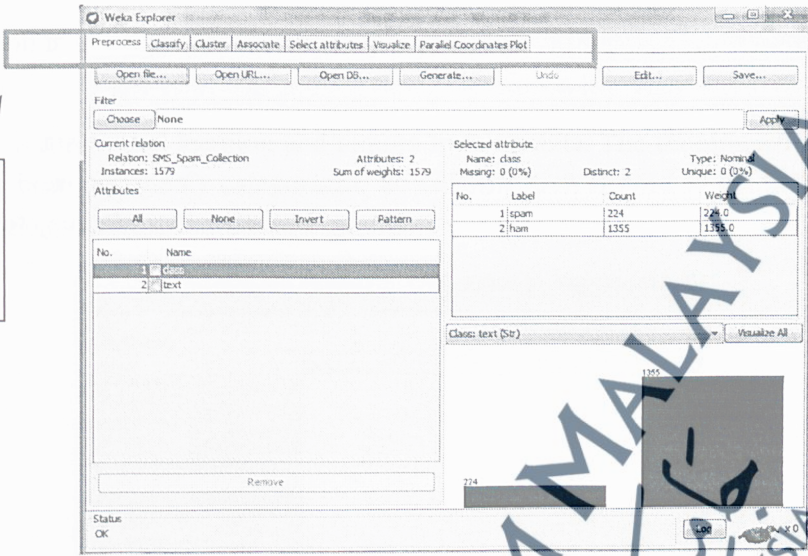 Weka Explorer
Preprocess Classify Cluster Associate Select attributes Visualize Parallel Coordinates Plot
Open file... Open URL... Open DB... Generate... Undo Edit... Save...
Filter
Choose None Apply
Current relation
Relation: SMS_Spam_Collection Attributes: 2
Instances: 1579 Sum of weights: 1579
Selected attribute
Name: class Type: Nominal
Missing: 0 (0%) Distinct: 2 Unique: 0 (0%)
Attributes
All None Invert Pattern
No. Name
1 class
2 text
Remove
No. Label Count Weight
1 spam 224 224.0
2 ham 1355 1355.0
Class: text (Str) Visualize All
224
1355
Status
OK
Log x 0
MALAYSIA